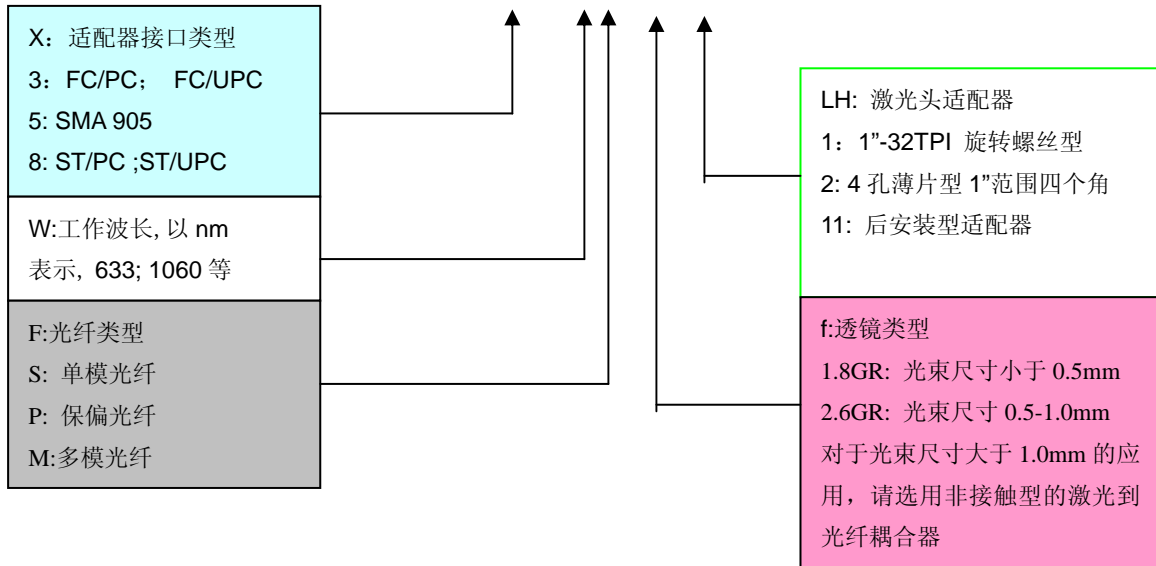 X：适配器接口类型
3：FC/PC； FC/UPC
5: SMA 905
8: ST/PC ;ST/UPC
W:工作波长, 以 nm
表示, 633; 1060 等
F:光纤类型
S: 单模光纤
P: 保偏光纤
M:多模光纤
LH: 激光头适配器
1：1”-32TPI 旋转螺丝型
2: 4 孔薄片型 1”范围四个角
11: 后安装型适配器
f:透镜类型
1.8GR: 光束尺寸小于 0.5mm
2.6GR: 光束尺寸 0.5-1.0mm
对于光束尺寸大于 1.0mm 的应
用，请选用非接触型的激光到
光纤耦合器